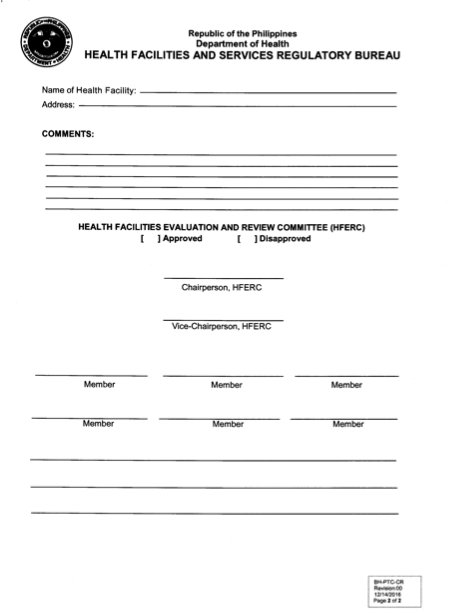 Republic of the Philippines
Department of Health
HEALTH FACILITIES AND SERVICES REGULATORY BUREAU
Name of Health Facility:
Address:
COMMENTS:
HEALTH FACILITIES EVALUATION AND REVIEW COMMITTEE (HFERC)
[ ] Approved [ ] Disapproved
Chairperson, HFERC
Vice-Chairperson, HFERC
Member Member Member
Member Member Member
BH-PTC-CR
Revision:00
12/14/2016
Page 2 of 2